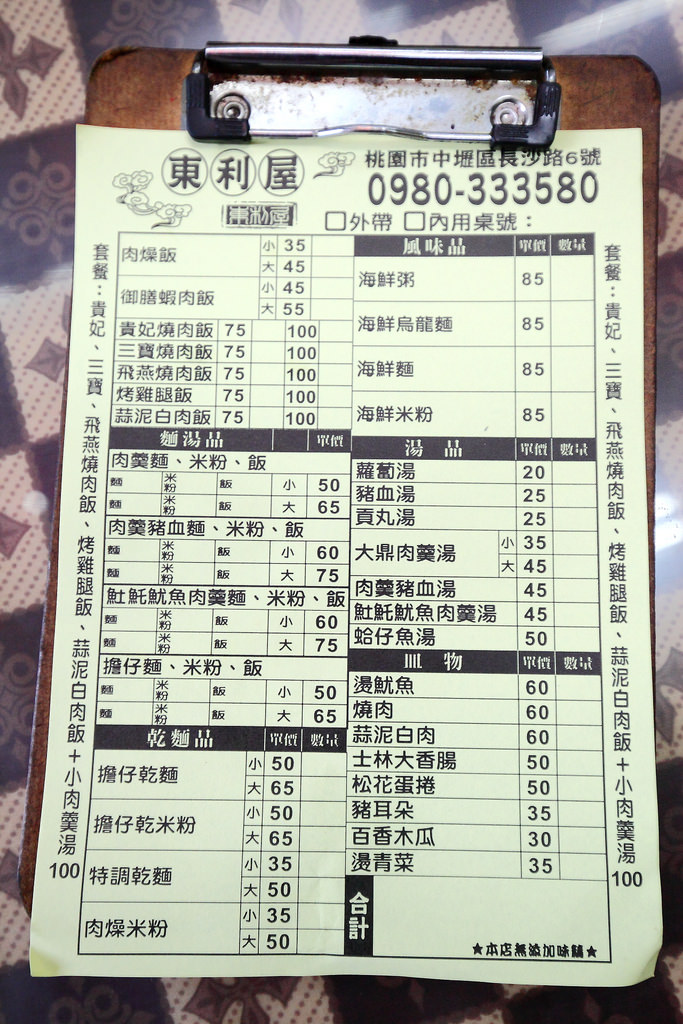 東利屋
東利屋
桃園市中壢區長沙路6號
0980-333580
□外帶 □內用桌號：
套餐：貴妃、三寶、飛燕燒肉飯、烤雞腿飯、蒜泥白肉飯＋小肉羹湯100
肉燥飯 小 35
大 45
御膳蝦肉飯 小 45
大 55
貴妃燒肉飯 75 100
三寶燒肉飯 75 100
飛燕燒肉飯 75 100
烤雞腿飯 75 100
蒜泥白肉飯 75 100
麵湯品 單價
肉羹麵、米粉、飯
麵 米粉 飯 小 50
麵 米粉 飯 大 65
肉羹豬血麵、米粉、飯
麵 米粉 飯 小 60
麵 米粉 飯 大 75
魠魠魷魚肉羹麵、米粉、飯
麵 米粉 飯 小 60
麵 米粉 飯 大 75
擔仔麵、米粉、飯
麵 米粉 飯 小 50
麵 米粉 飯 大 65
乾麵品 單價 數量
擔仔乾麵 小 50
大 65
擔仔乾米粉 小 50
大 65
特調乾麵 小 35
大 50
肉燥米粉 小 35
大 50
風味品 單價 數量
海鮮粥 85
海鮮烏龍麵 85
海鮮麵 85
海鮮米粉 85
湯品 單價 數量
蘿蔔湯 20
豬血湯 25
貢丸湯 25
大鼎肉羹湯 小 35
大 45
肉羹豬血湯 45
魠魠魷魚肉羹湯 45
蛤仔魚湯 50
皿物 單價 數量
燙魷魚 60
燒肉 60
蒜泥白肉 60
士林大香腸 50
松花蛋捲 50
豬耳朵 35
百香木瓜 30
燙青菜 35
合計
★本店無添加味精★
套餐：貴妃、三寶、飛燕燒肉飯、烤雞腿飯、蒜泥白肉飯＋小肉羹湯100